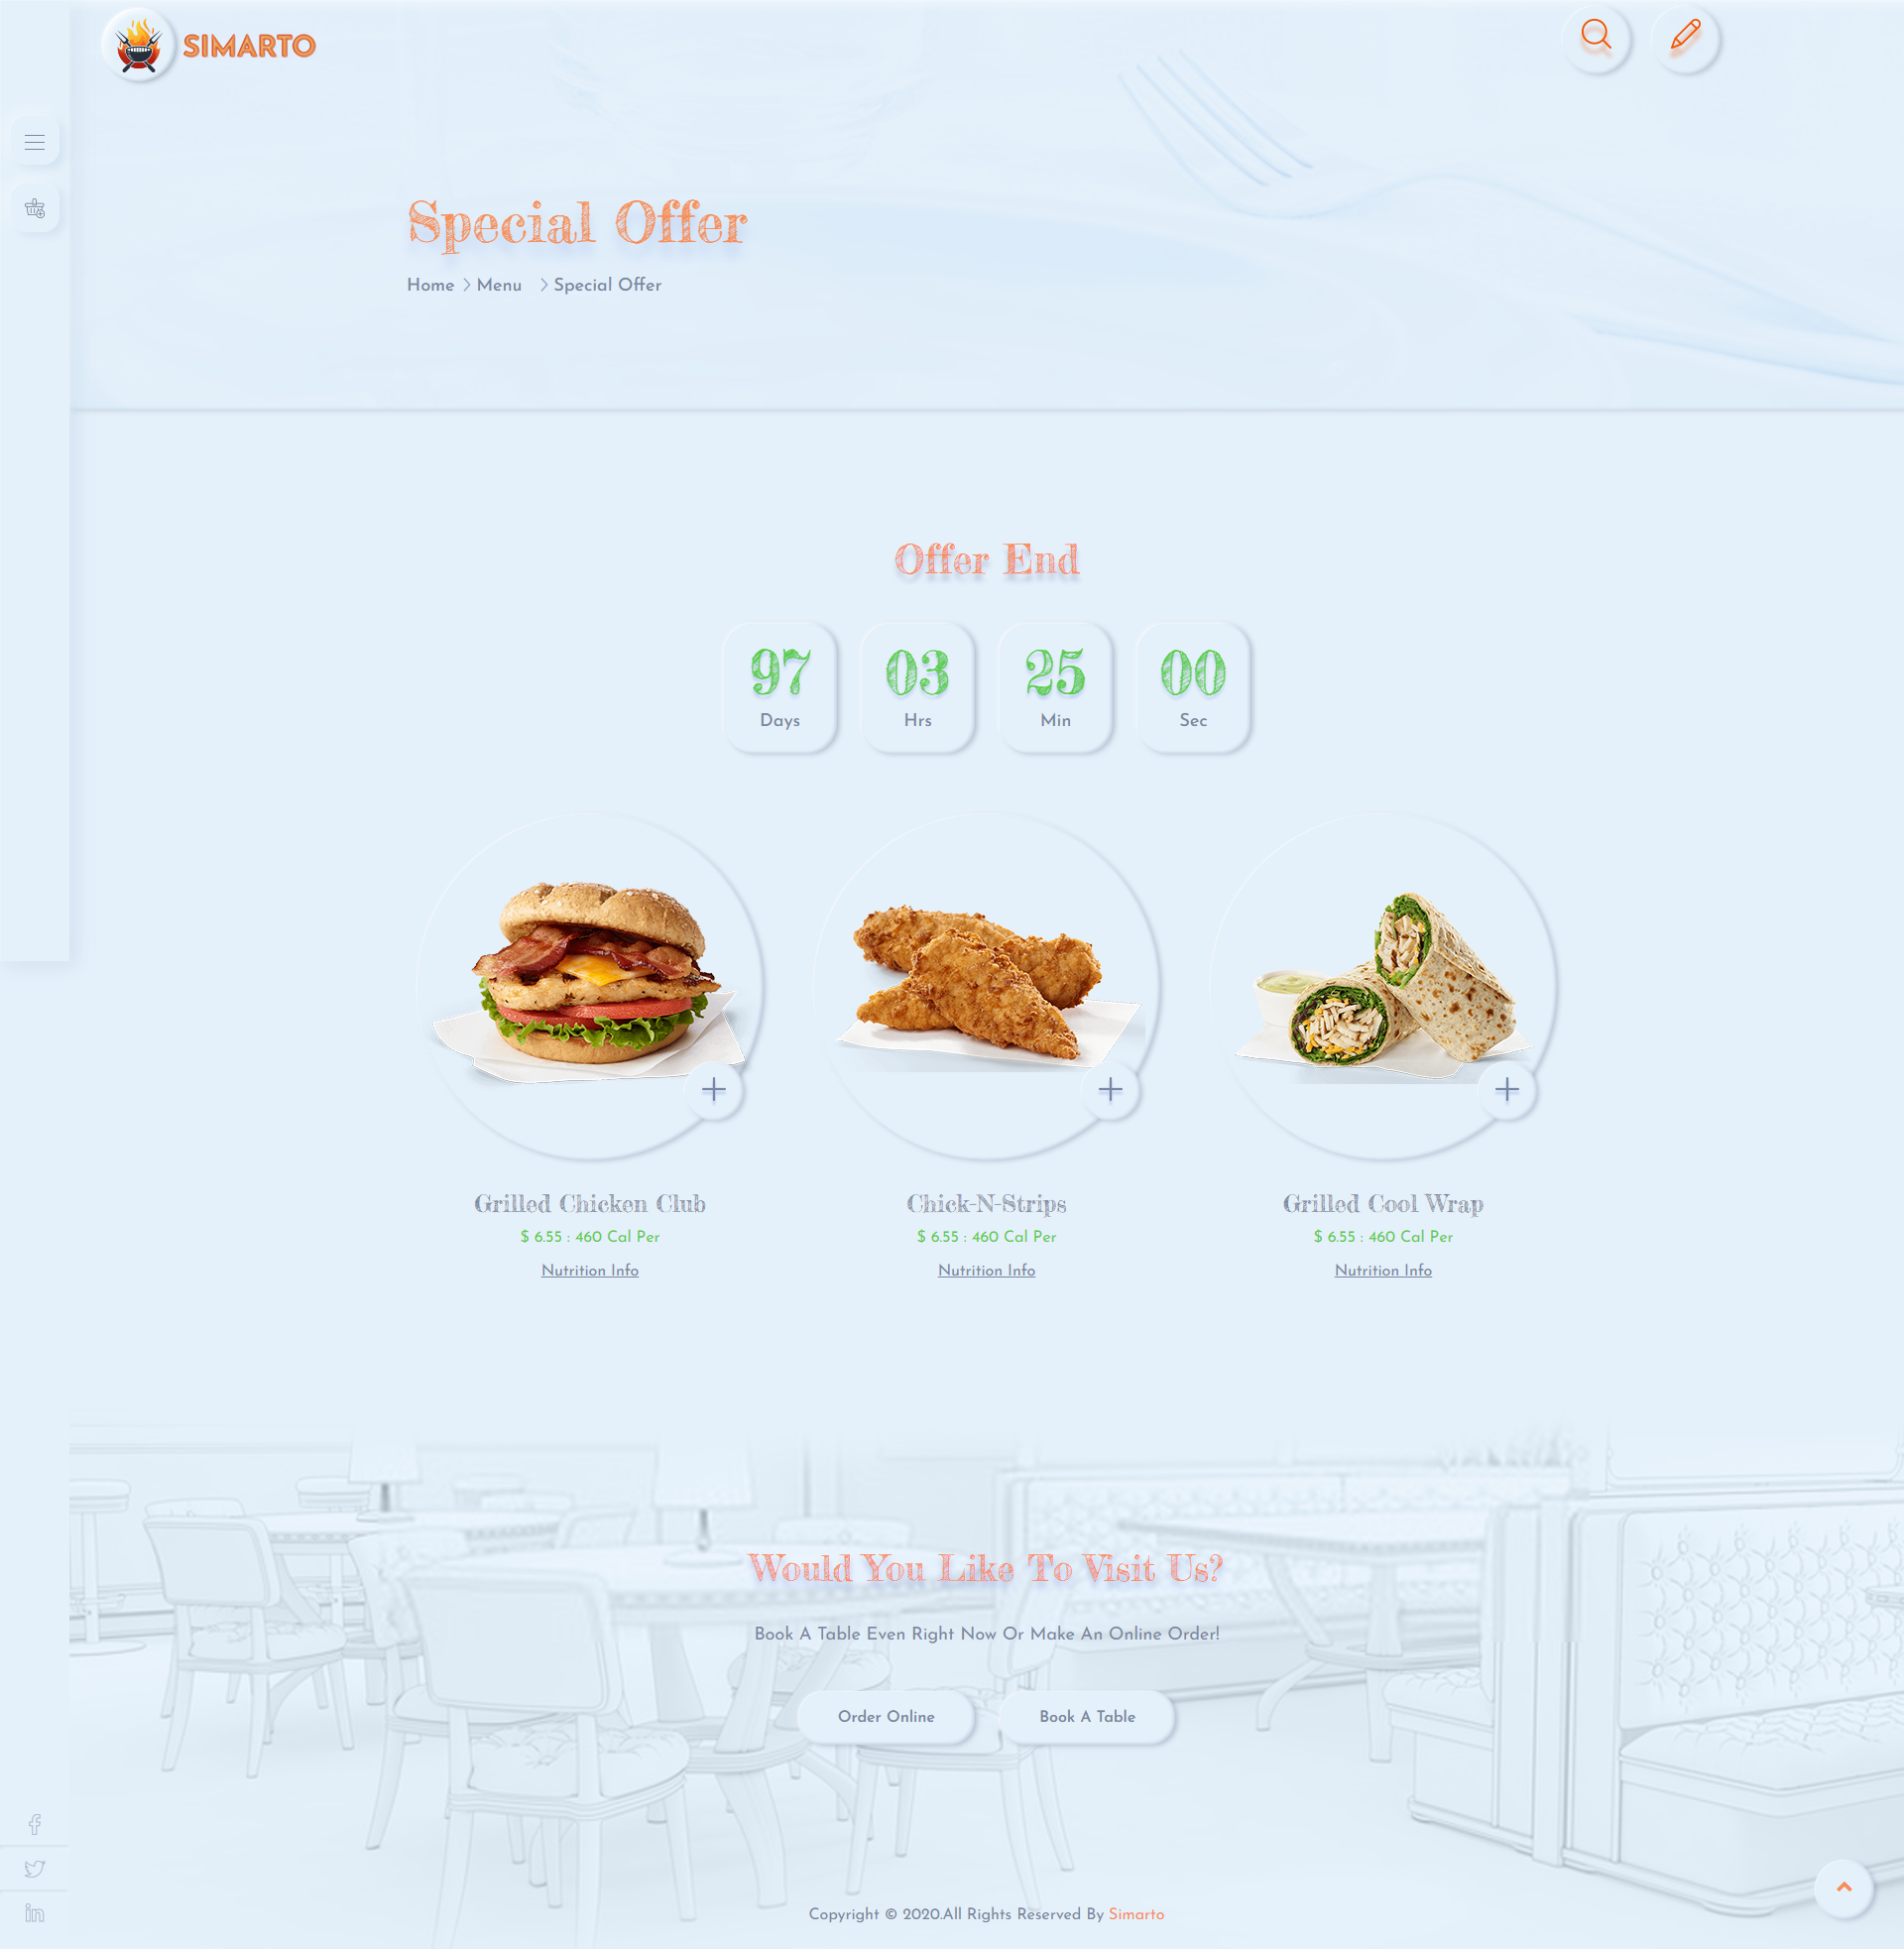 SIMARTO
Special Offer
Home Menu Special Offer
Offer End
97 03 25 00
Days Hrs Min Sec
Grilled Chicken Club Chick-N-Strips Grilled Cool Wrap
$ 6.55 : 460 Cal Per $ 6.55 : 460 Cal Per $ 6.55 : 460 Cal Per
Nutrition Info Nutrition Info Nutrition Info
Would You Like To Visit Us?
Book A Table Even Right Now Or Make An Online Order!
Order Online Book A Table
Copyright © 2020.All Rights Reserved By Simarto